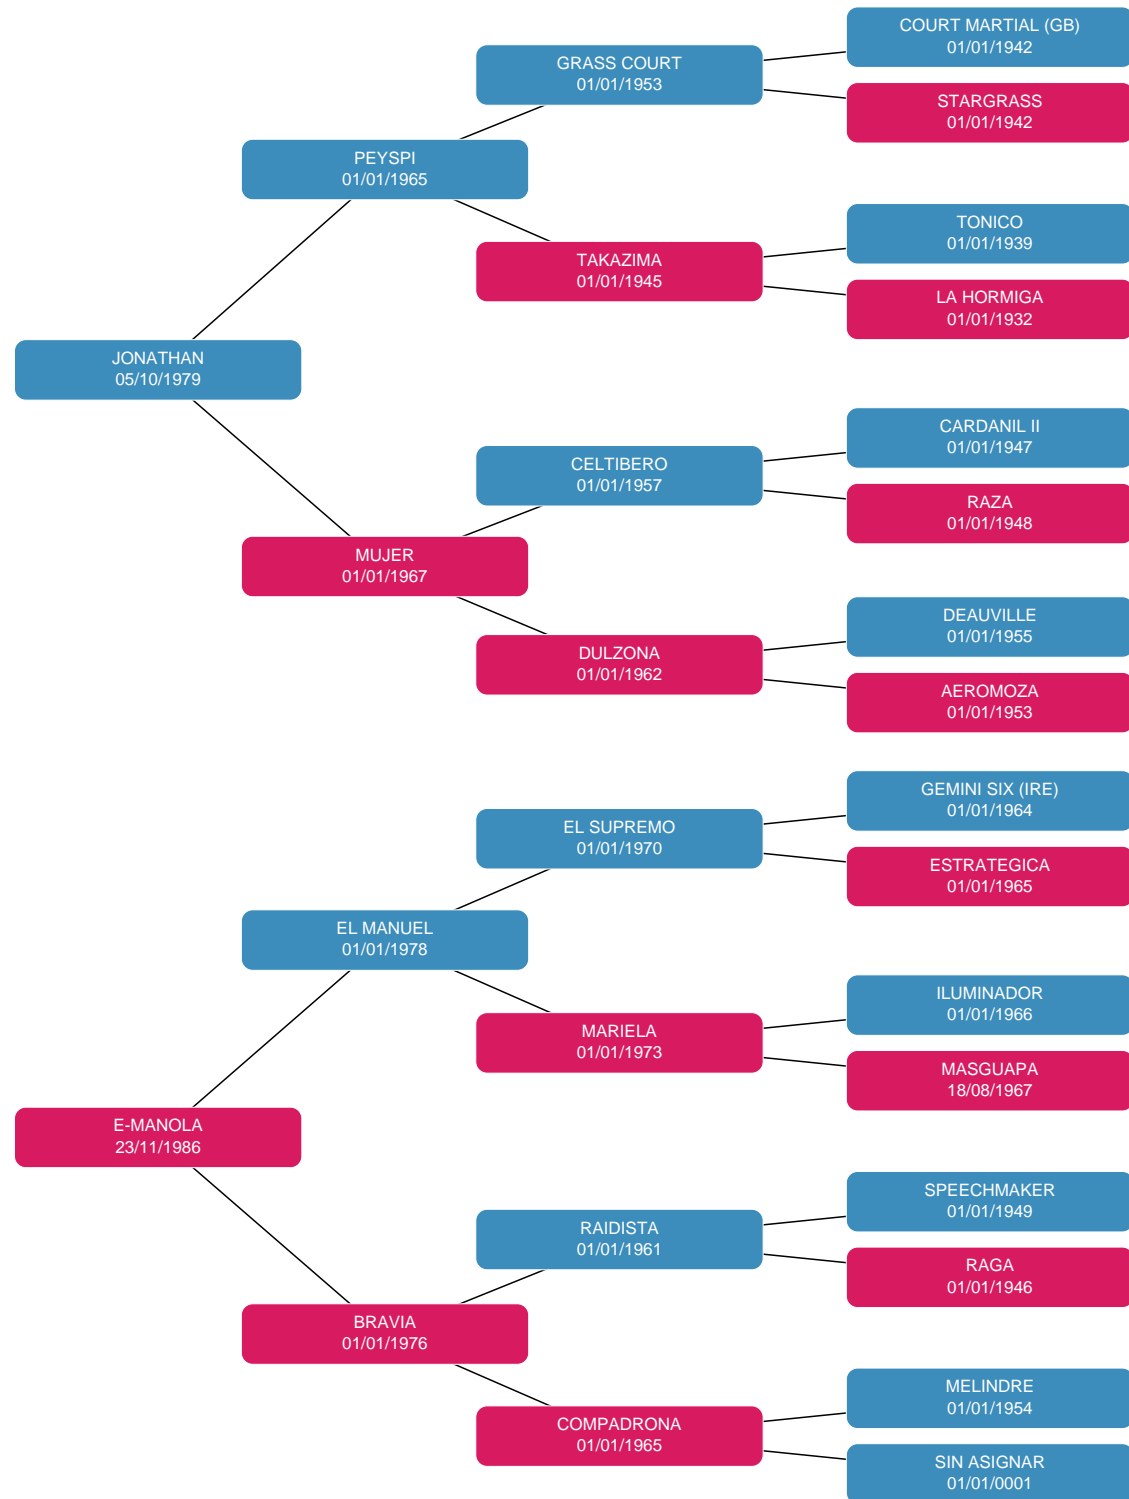 COURT MARTIAL (GB)
01/01/1942
GRASS COURT
01/01/1953
STARGRASS
01/01/1942
PEYSPI
01/01/1965
TONICO
01/01/1939
TAKAZIMA
01/01/1945
LA HORMIGA
01/01/1932
JONATHAN
05/10/1979
CARDANIL II
01/01/1947
CELTIBERO
01/01/1957
RAZA
01/01/1948
MUJER
01/01/1967
DEAUVILLE
01/01/1955
DULZONA
01/01/1962
AEROMOZA
01/01/1953
GEMINI SIX (IRE)
01/01/1964
EL SUPREMO
01/01/1970
ESTRATEGICA
01/01/1965
EL MANUEL
01/01/1978
ILUMINADOR
01/01/1966
MARIELA
01/01/1973
MASGUAPA
18/08/1967
E-MANOLA
23/11/1986
SPEECHMAKER
01/01/1949
RAIDISTA
01/01/1961
RAGA
01/01/1946
BRAVIA
01/01/1976
MELINDRE
01/01/1954
COMPADRONA
01/01/1965
SIN ASIGNAR
01/01/0001